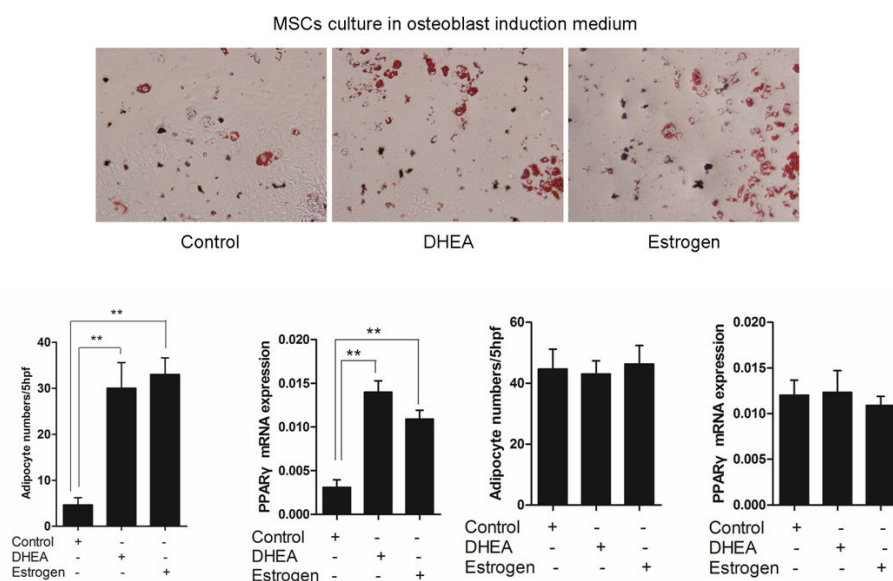 MSCs culture in osteoblast induction medium
Control DHEA Estrogen
**
**
Adipocyte numbers/5hpf
40
30
20
10
0
Control + - -
DHEA - + -
Estrogen - - +
**
**
PPARγ mRNA expression
0.020
0.015
0.010
0.005
0.000
Control + - -
DHEA - + -
Estrogen - - +
Adipocyte numbers/5hpf
60
40
20
0
Control + - -
DHEA - + -
Estrogen - - +
PPARγ mRNA expression
0.020
0.015
0.010
0.005
0.000
Control + - -
DHEA - + -
Estrogen - - +